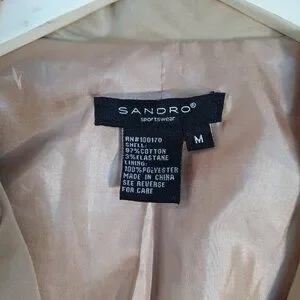 SANDRO®
sportswear
M
RN#100170
SHELL:
97%COTTON
3%ELASTANE
LINING:
100%POLYESTER
MADE IN CHINA
SEE REVERSE
FOR CARE